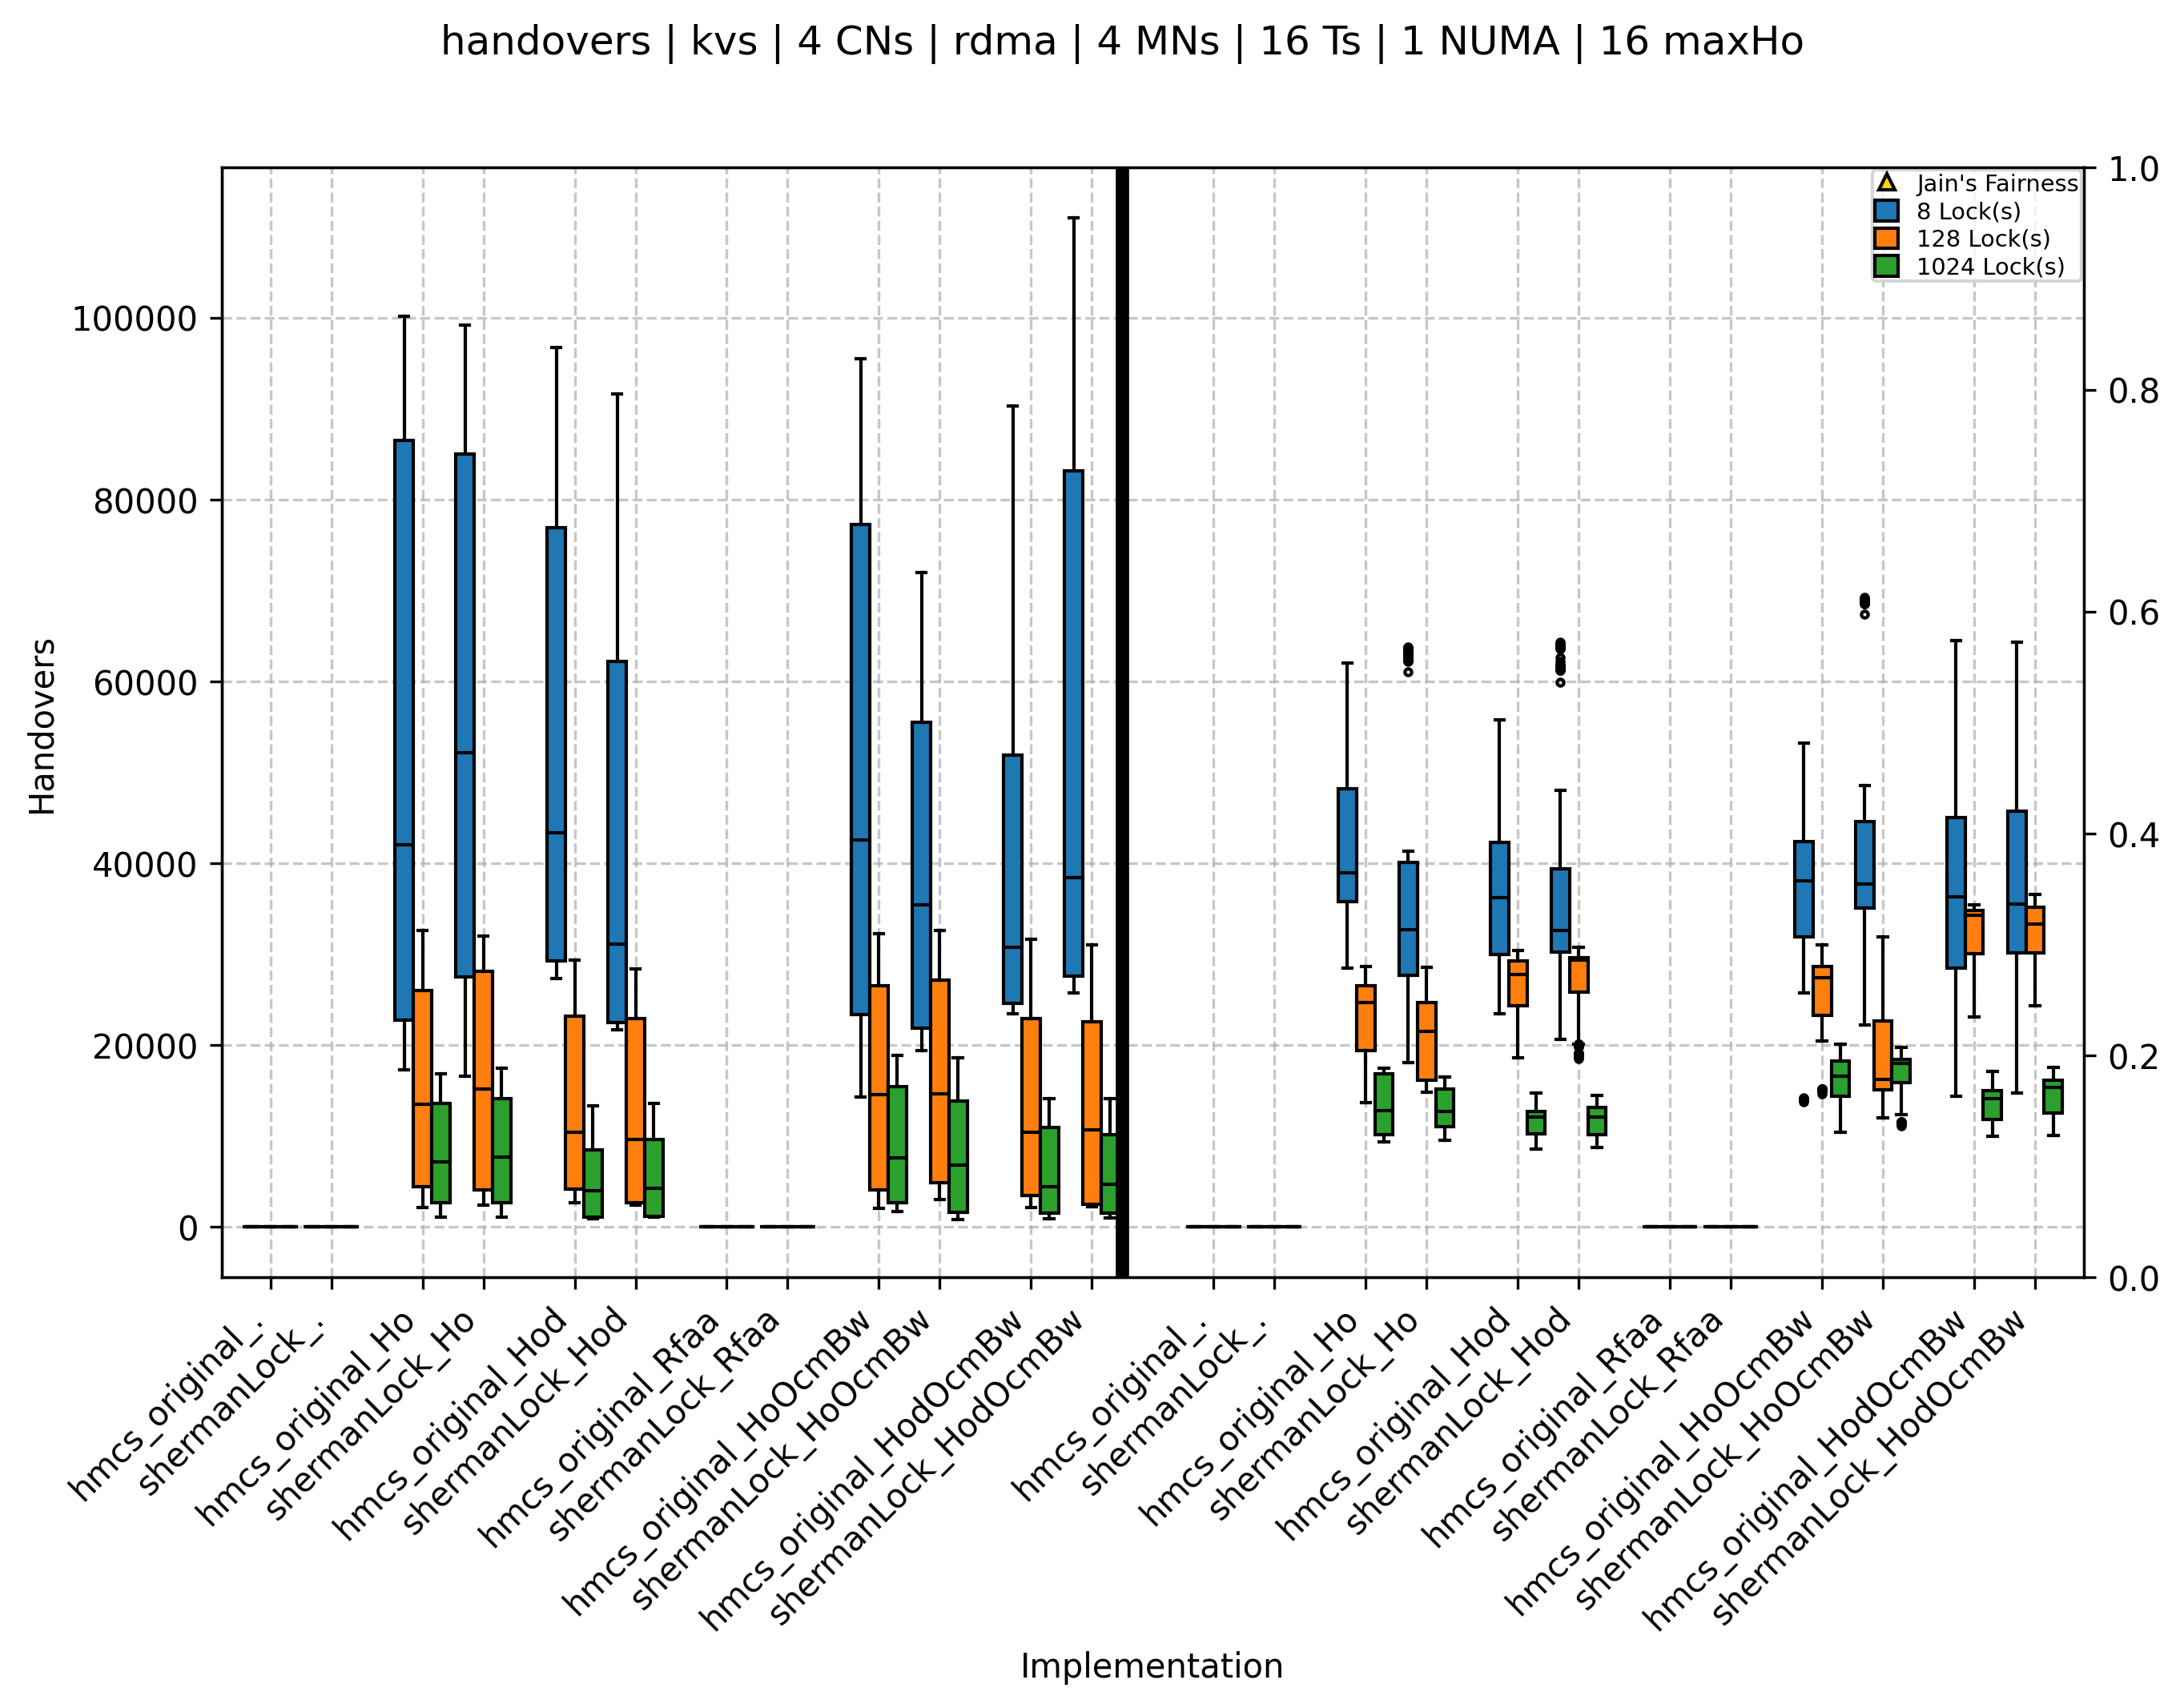 handovers | kvs | 4 CNs | rdma | 4 MNs | 16 Ts | 1 NUMA | 16 maxHo
Jain's Fairness
8 Lock(s)
128 Lock(s)
1024 Lock(s)
Handovers
100000
80000
60000
40000
20000
0
1.0
0.8
0.6
0.4
0.2
0.0
hmcs_original_.
shermanLock_.
hmcs_original_Ho
shermanLock_Ho
hmcs_original_Hod
shermanLock_Hod
hmcs_original_Rfaa
shermanLock_Rfaa
hmcs_original_HoOcmBw
shermanLock_HoOcmBw
hmcs_original_HodOcmBw
shermanLock_HodOcmBw
hmcs_original_.
shermanLock_.
hmcs_original_Ho
shermanLock_Ho
hmcs_original_Hod
shermanLock_Hod
hmcs_original_Rfaa
shermanLock_Rfaa
hmcs_original_HoOcmBw
shermanLock_HoOcmBw
hmcs_original_HodOcmBw
shermanLock_HodOcmBw
Implementation